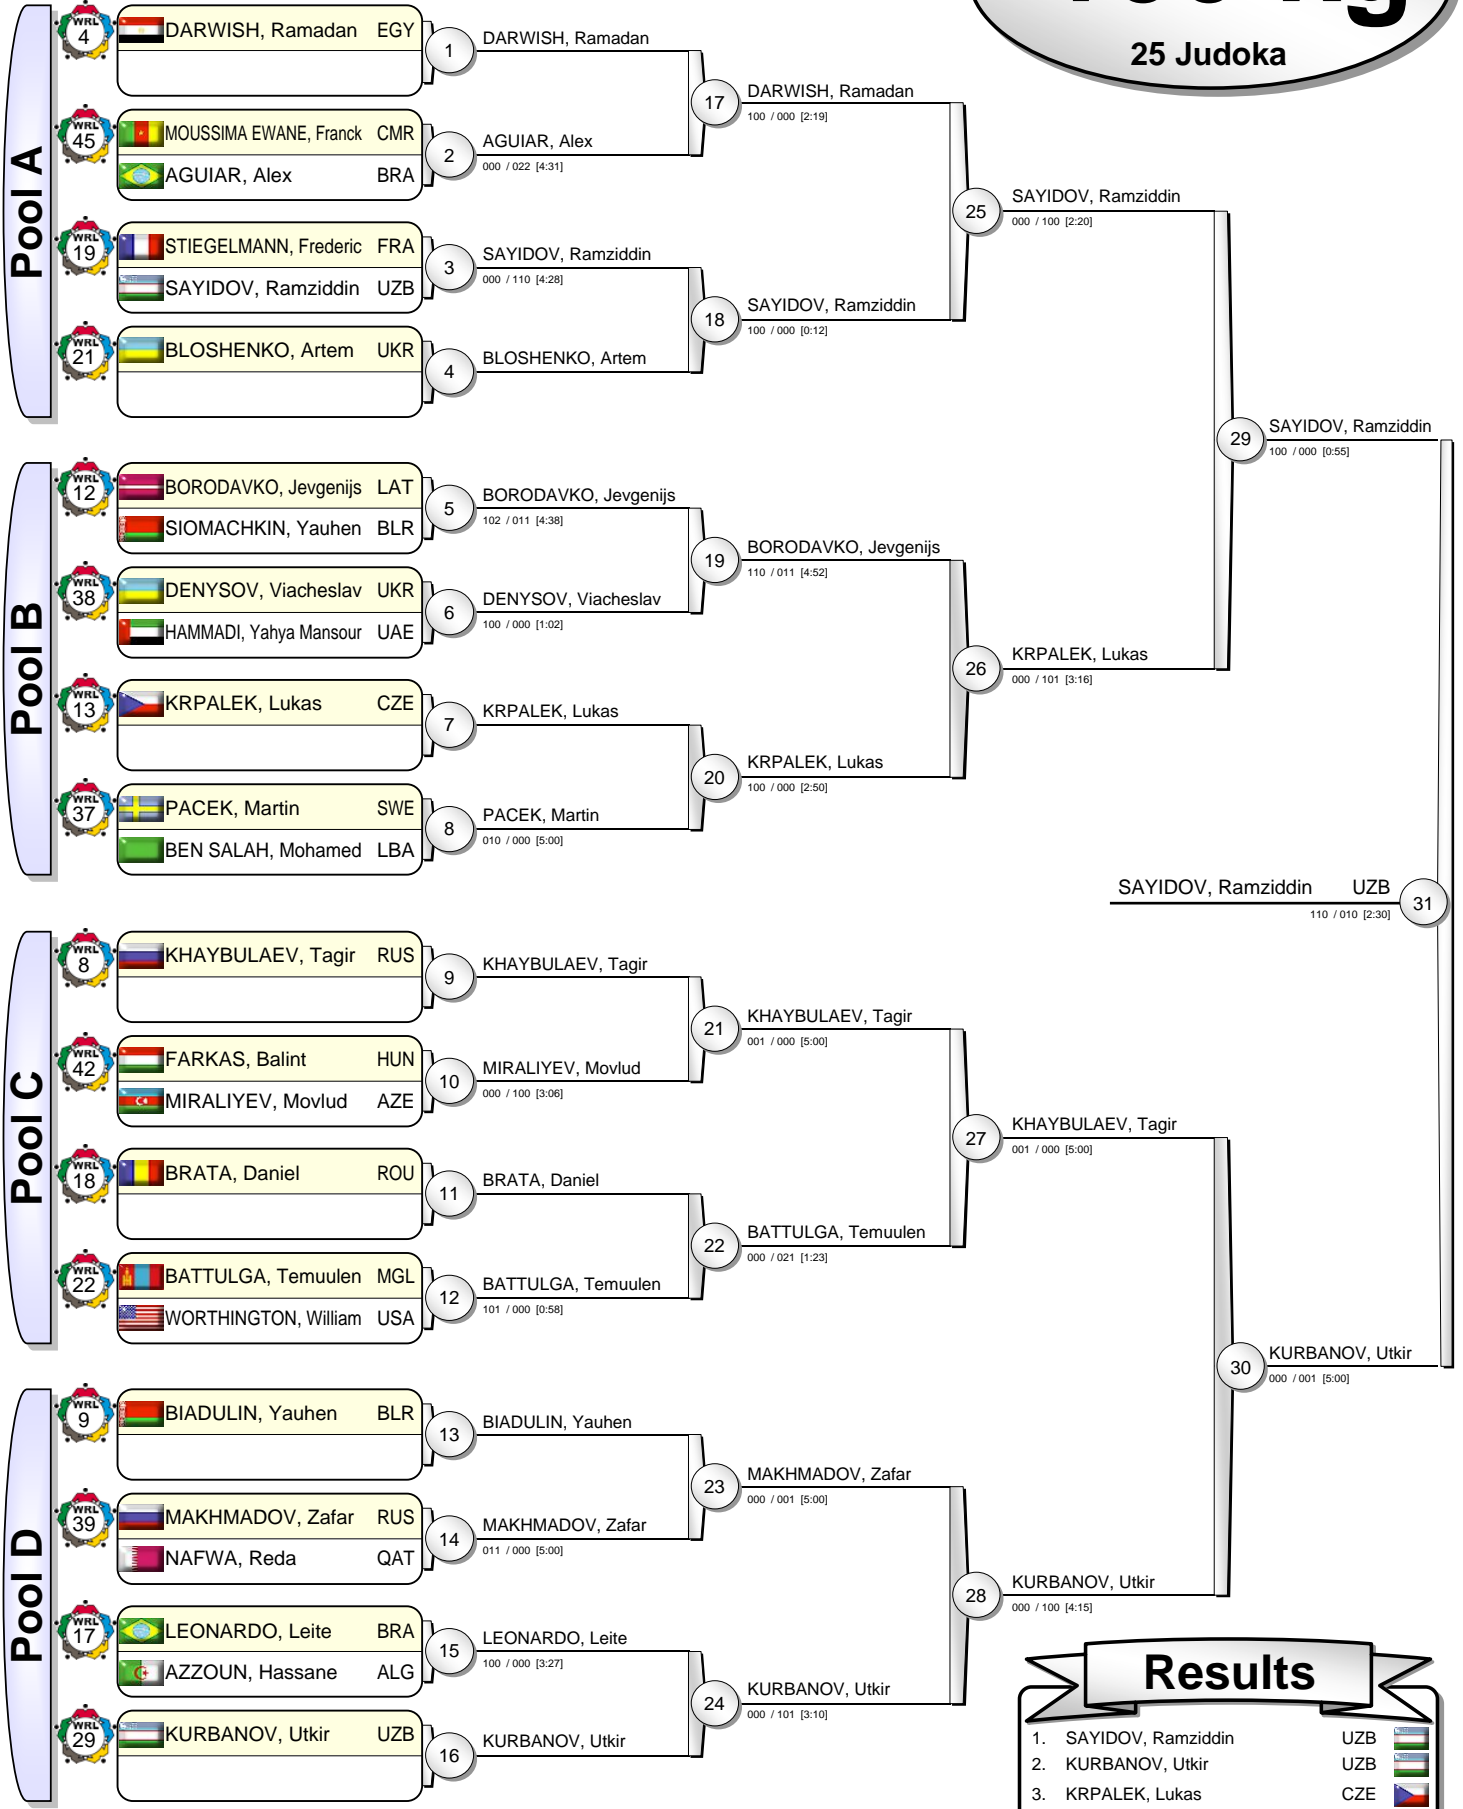 25 Judoka
Pool A
WRL 4
DARWISH, Ramadan EGY
WRL 45
MOUSSIMA EWANE, Franck CMR
AGUIAR, Alex BRA
WRL 19
STIEGELMANN, Frederic FRA
SAYIDOV, Ramziddin UZB
WRL 21
BLOSHENKO, Artem UKR
1
DARWISH, Ramadan
2
AGUIAR, Alex
000 / 022 [4:31]
3
SAYIDOV, Ramziddin
000 / 110 [4:28]
4
BLOSHENKO, Artem
17
DARWISH, Ramadan
100 / 000 [2:19]
18
SAYIDOV, Ramziddin
100 / 000 [0:12]
25
SAYIDOV, Ramziddin
000 / 100 [2:20]
Pool B
WRL 12
BORODAVKO, Jevgenijs LAT
SIOMACHKIN, Yauhen BLR
WRL 38
DENYSOV, Viacheslav UKR
HAMMADI, Yahya Mansour UAE
WRL 13
KRPALEK, Lukas CZE
WRL 37
PACEK, Martin SWE
BEN SALAH, Mohamed LBA
5
BORODAVKO, Jevgenijs
102 / 011 [4:38]
6
DENYSOV, Viacheslav
100 / 000 [1:02]
7
KRPALEK, Lukas
8
PACEK, Martin
010 / 000 [5:00]
19
BORODAVKO, Jevgenijs
110 / 011 [4:52]
20
KRPALEK, Lukas
100 / 000 [2:50]
26
KRPALEK, Lukas
000 / 101 [3:16]
29
SAYIDOV, Ramziddin
100 / 000 [0:55]
SAYIDOV, Ramziddin UZB
31
110 / 010 [2:30]
Pool C
WRL 8
KHAYBULAEV, Tagir RUS
WRL 42
FARKAS, Balint HUN
MIRALIYEV, Movlud AZE
WRL 18
BRATA, Daniel ROU
WRL 22
BATTULGA, Temuulen MGL
WORTHINGTON, William USA
9
KHAYBULAEV, Tagir
10
MIRALIYEV, Movlud
000 / 100 [3:06]
11
BRATA, Daniel
12
BATTULGA, Temuulen
101 / 000 [0:58]
21
KHAYBULAEV, Tagir
001 / 000 [5:00]
22
BATTULGA, Temuulen
000 / 021 [1:23]
27
KHAYBULAEV, Tagir
001 / 000 [5:00]
Pool D
WRL 9
BIADULIN, Yauhen BLR
WRL 39
MAKHMADOV, Zafar RUS
NAFWA, Reda QAT
WRL 17
LEONARDO, Leite BRA
AZZOUN, Hassane ALG
WRL 29
KURBANOV, Utkir UZB
13
BIADULIN, Yauhen
14
MAKHMADOV, Zafar
011 / 000 [5:00]
15
LEONARDO, Leite
100 / 000 [3:27]
16
KURBANOV, Utkir
23
MAKHMADOV, Zafar
000 / 001 [5:00]
24
KURBANOV, Utkir
000 / 101 [3:10]
28
KURBANOV, Utkir
000 / 100 [4:15]
30
KURBANOV, Utkir
000 / 001 [5:00]
Results
1. SAYIDOV, Ramziddin UZB
2. KURBANOV, Utkir UZB
3. KRPALEK, Lukas CZE